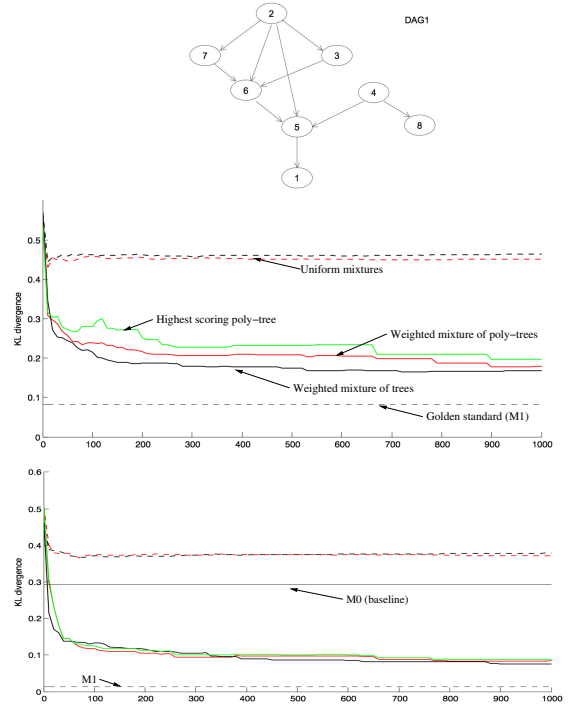 2
DAG1
7
3
6
4
5
8
1
0.5
Uniform mixtures
0.4
KL divergence
0.3
Highest scoring poly−tree
Weighted mixture of poly−trees
0.2
Weighted mixture of trees
0.1
Golden standard (M1)
0
0 100 200 300 400 500 600 700 800 900 1000
0.6
0.5
0.4
KL divergence
0.3
M0 (baseline)
0.2
0.1
M1
0
0 100 200 300 400 500 600 700 800 900 1000